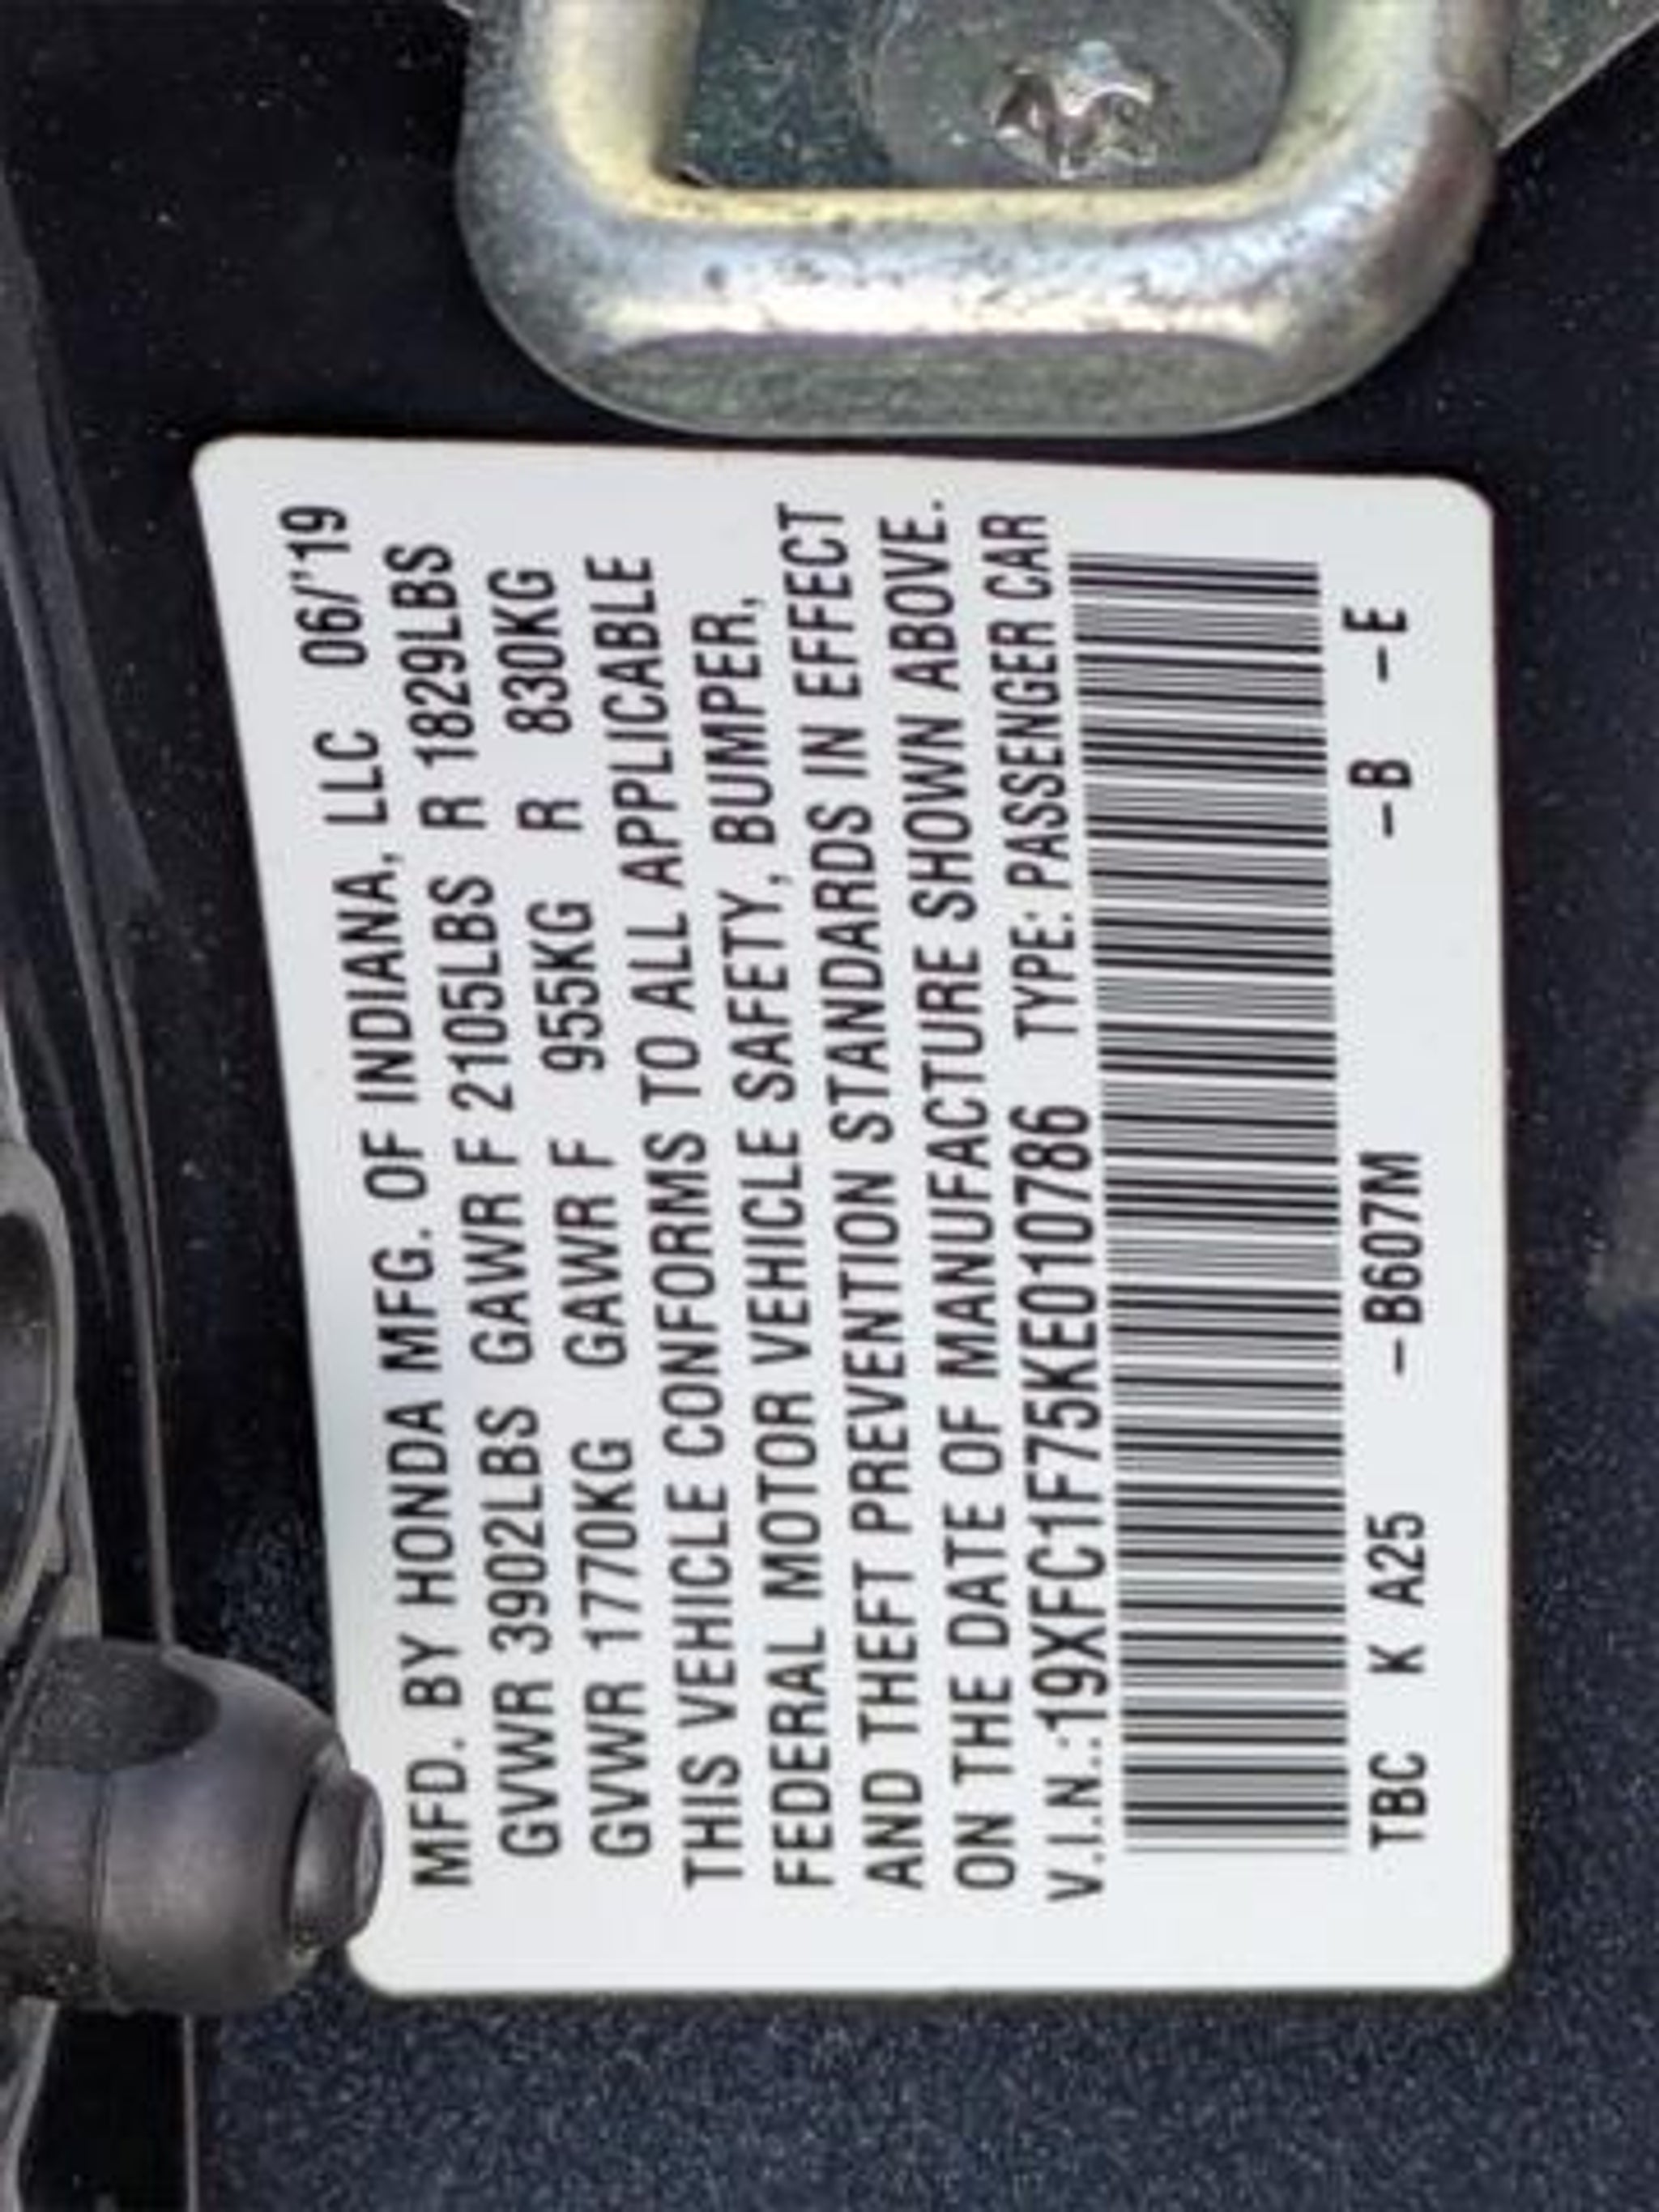 MFD. BY HONDA MFG. OF INDIANA, LLC 06/'19
GVWR 3902LBS GAWR F 2105LBS R 1829LBS
GVWR 1770KG GAWR F 955KG R 830KG
THIS VEHICLE CONFORMS TO ALL APPLICABLE
FEDERAL MOTOR VEHICLE SAFETY, BUMPER,
AND THEFT PREVENTION STANDARDS IN EFFECT
ON THE DATE OF MANUFACTURE SHOWN ABOVE.
V.I.N.:19XFC1F75KE010786 TYPE: PASSENGER CAR
TBC K A25 –B607M –B –E